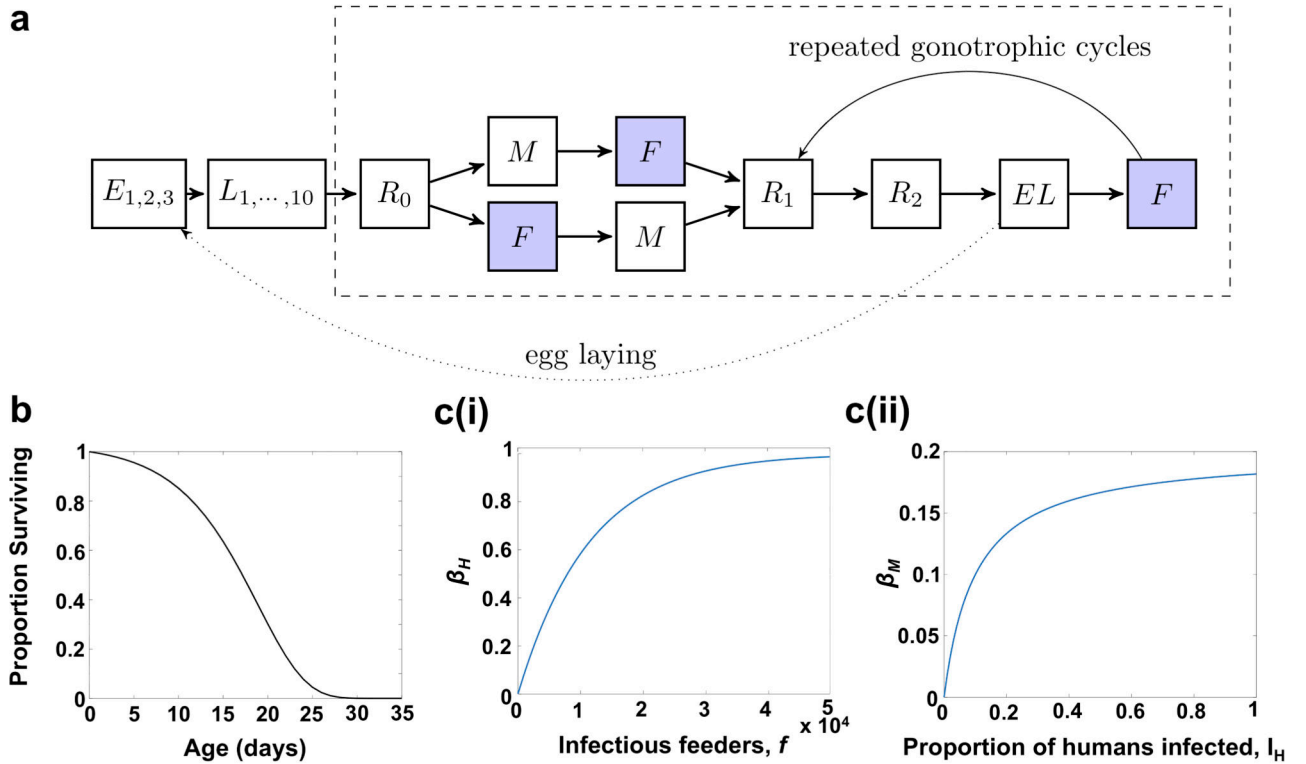 a
repeated gonotrophic cycles
E1,2,3
L1,⋯,10
R0
M
F
F
M
R1
R2
EL
F
egg laying
b
Proportion Surviving
1
0.8
0.6
0.4
0.2
0
0 5 10 15 20 25 30 35
Age (days)
c(i)
βH
1
0.8
0.6
0.4
0.2
0
0 1 2 3 4 5
x 10^4
Infectious feeders, f
c(ii)
βM
0.2
0.15
0.1
0.05
0
0 0.2 0.4 0.6 0.8 1
Proportion of humans infected, IH